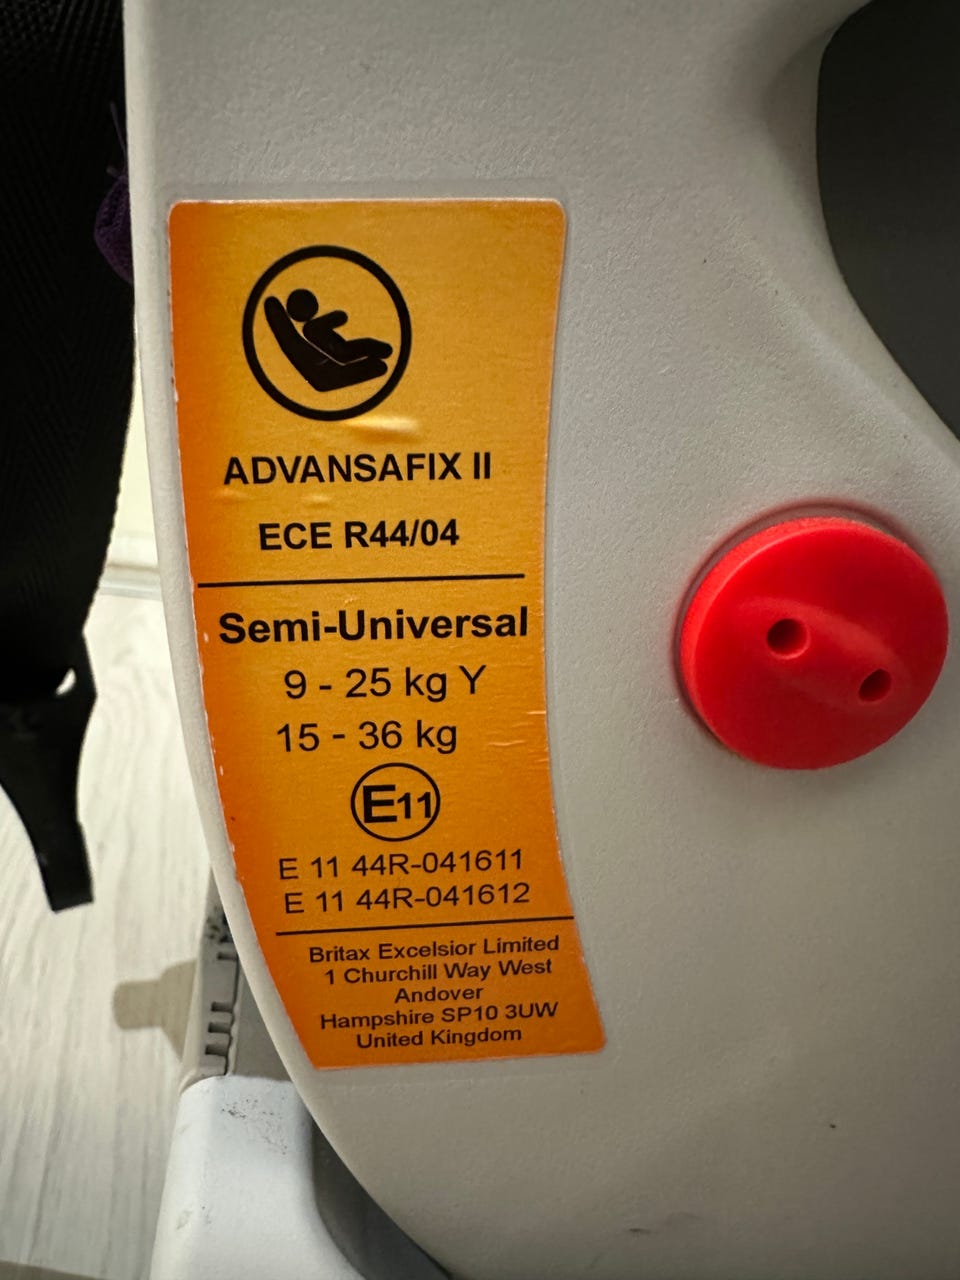 ADVANSAFIX II
ECE R44/04
Semi-Universal
9 - 25 kg Y
15 - 36 kg
E11
E 11 44R-041611
E 11 44R-041612
Britax Excelsior Limited
1 Churchill Way West
Andover
Hampshire SP10 3UW
United Kingdom